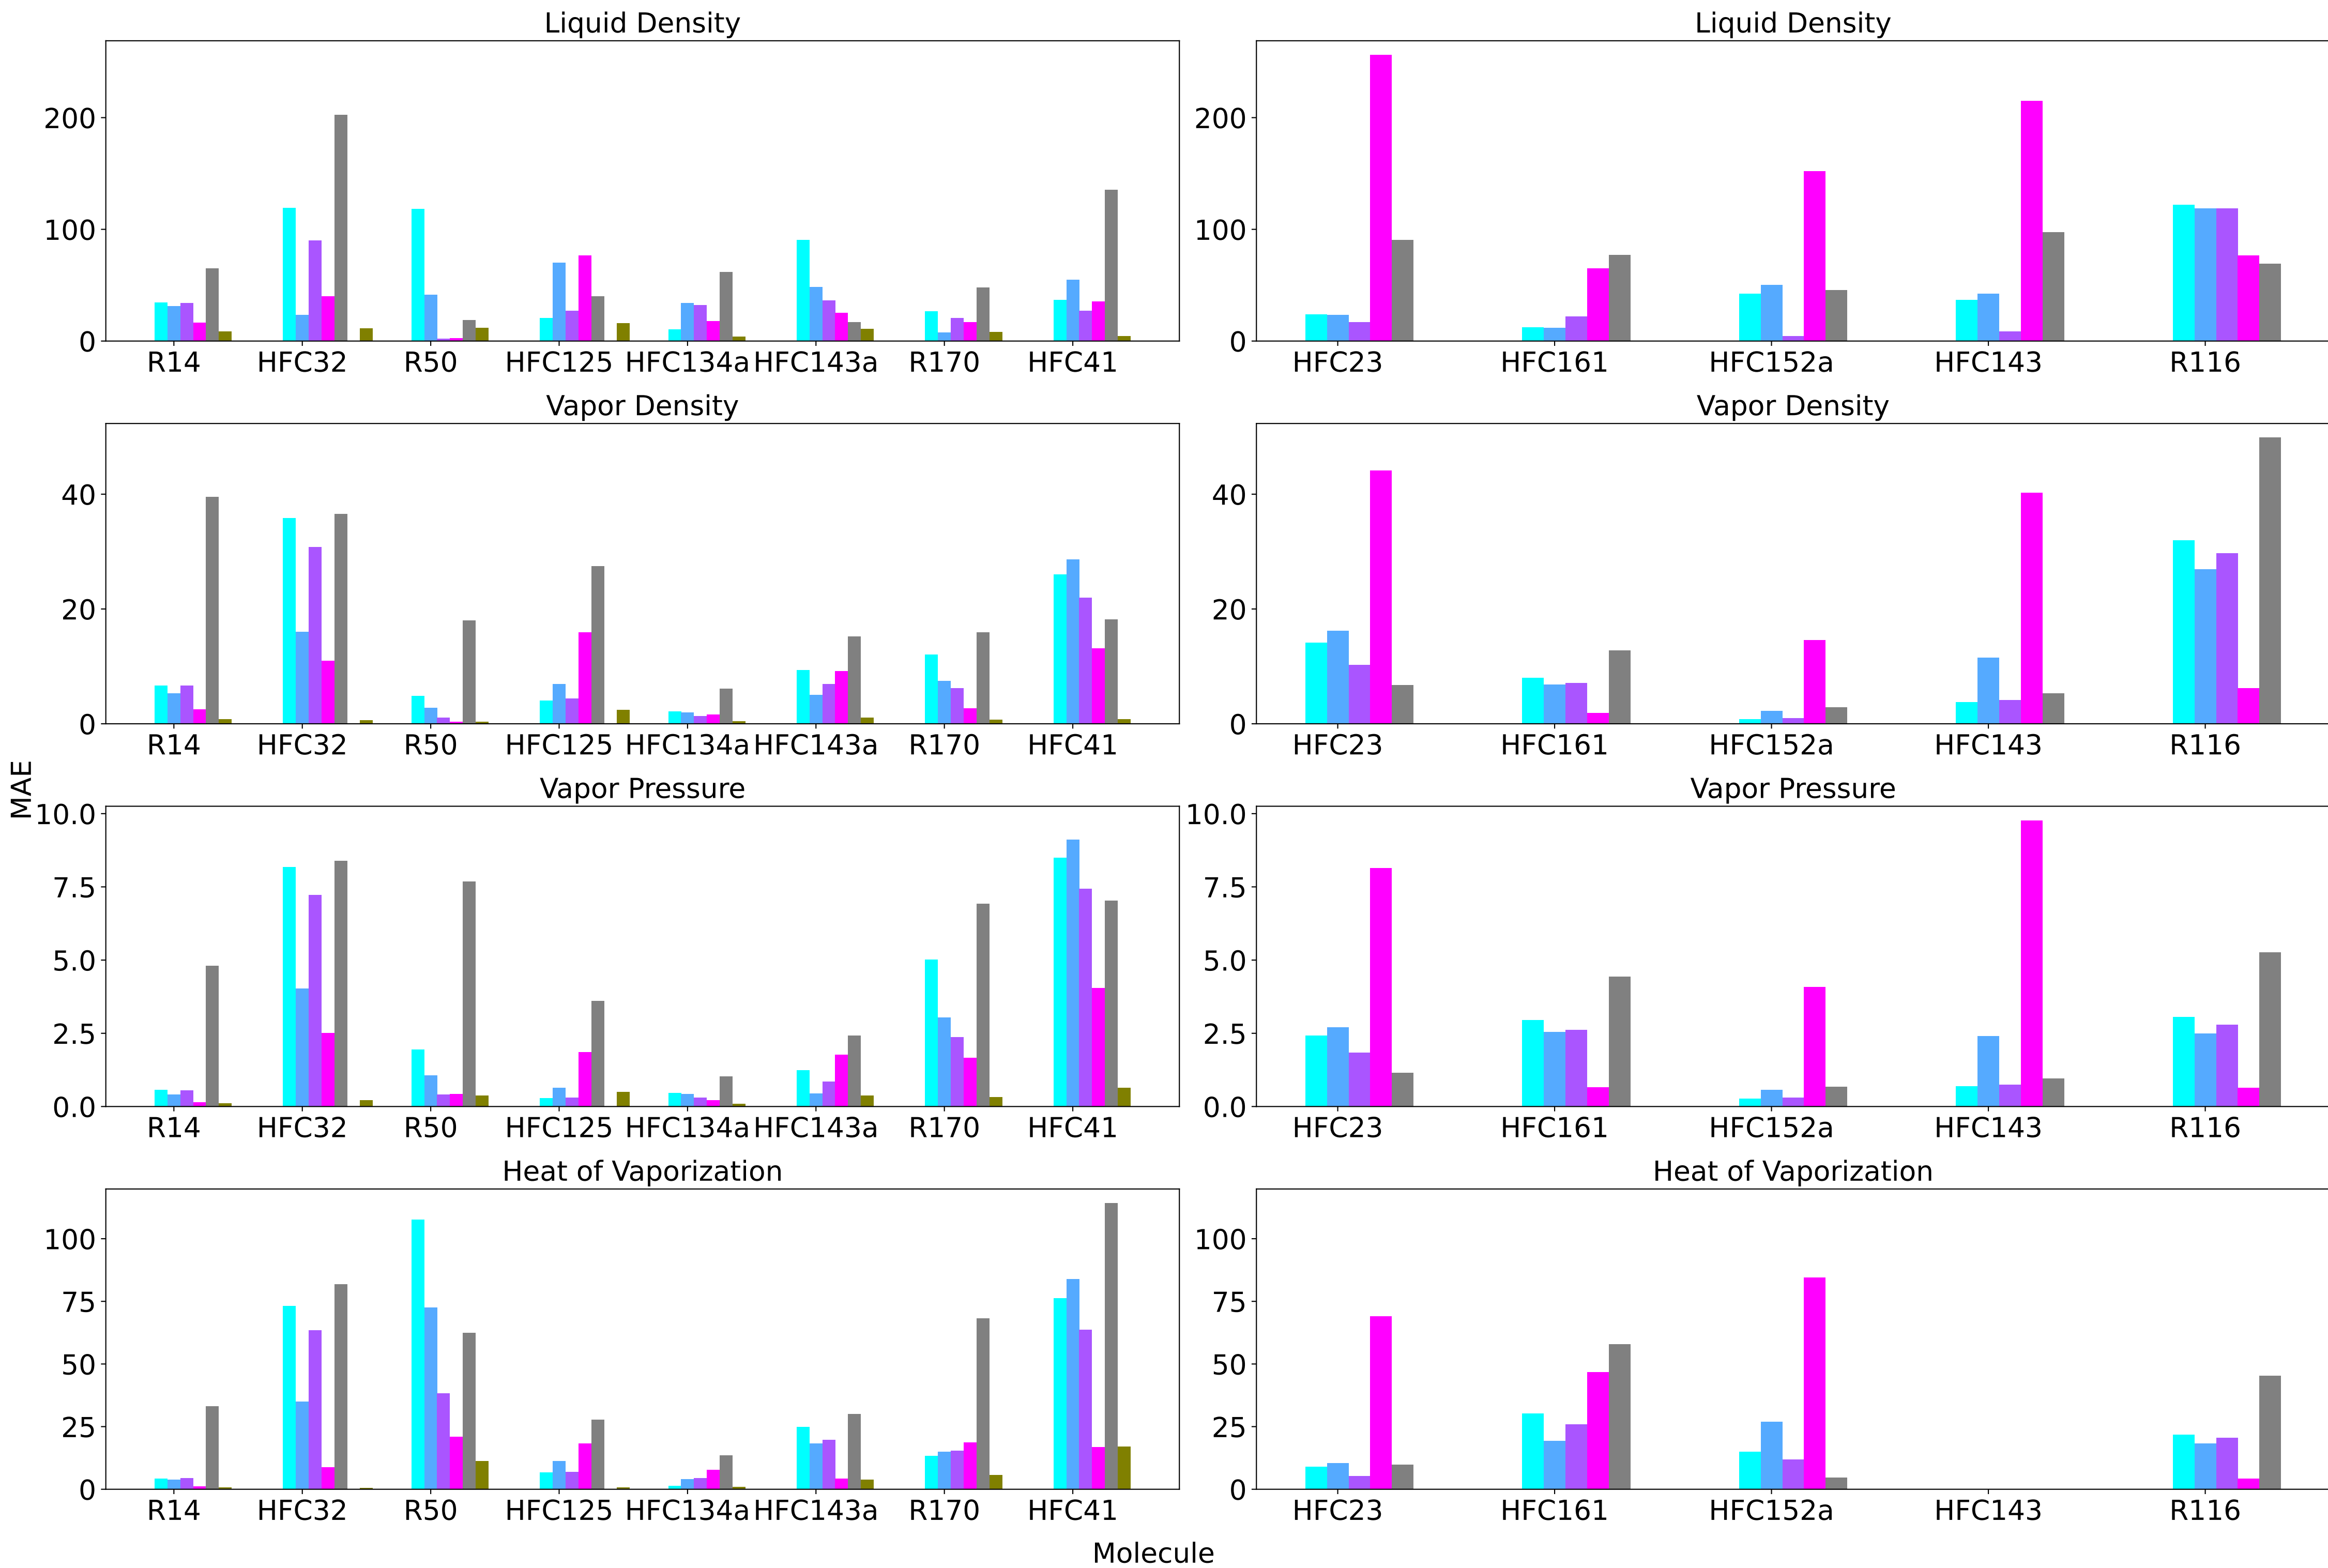 Liquid Density
Liquid Density
200
100
0
R14 HFC32 R50 HFC125 HFC134a HFC143a R170 HFC41
200
100
0
HFC23 HFC161 HFC152a HFC143 R116
Vapor Density
Vapor Density
40
20
0
R14 HFC32 R50 HFC125 HFC134a HFC143a R170 HFC41
40
20
0
HFC23 HFC161 HFC152a HFC143 R116
MAE
Vapor Pressure
Vapor Pressure
10.0
7.5
5.0
2.5
0.0
R14 HFC32 R50 HFC125 HFC134a HFC143a R170 HFC41
10.0
7.5
5.0
2.5
0.0
HFC23 HFC161 HFC152a HFC143 R116
Heat of Vaporization
Heat of Vaporization
100
75
50
25
0
R14 HFC32 R50 HFC125 HFC134a HFC143a R170 HFC41
100
75
50
25
0
HFC23 HFC161 HFC152a HFC143 R116
Molecule